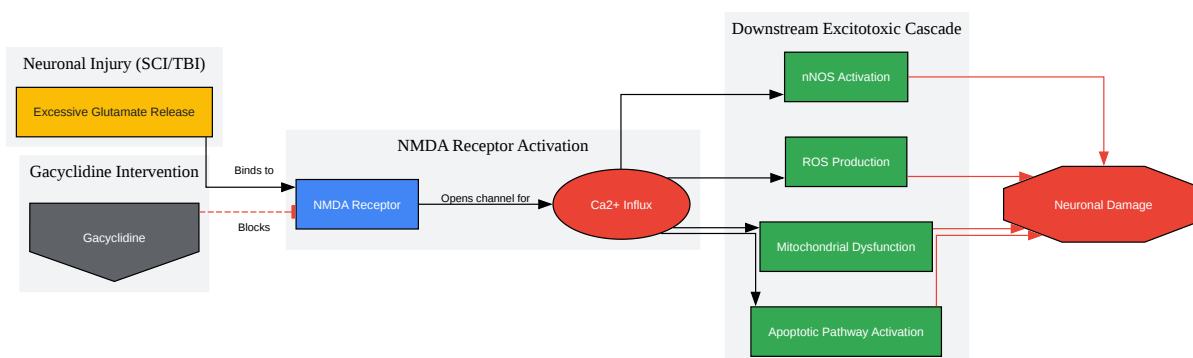 Neuronal Injury (SCI/TBI)
Excessive Glutamate Release
Gacyclidine Intervention
Gacyclidine
Binds to
Blocks
NMDA Receptor Activation
NMDA Receptor
Opens channel for
Ca2+ Influx
Downstream Excitotoxic Cascade
nNOS Activation
ROS Production
Mitochondrial Dysfunction
Apoptotic Pathway Activation
Neuronal Damage